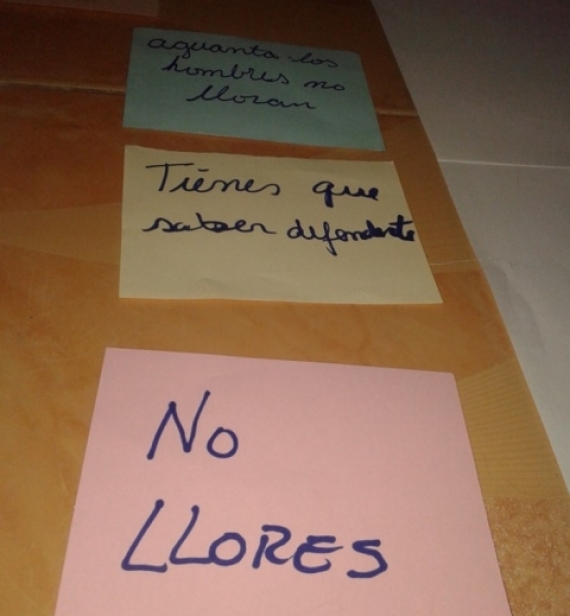 aguanta los
hombres no
lloran
Tienes que
saber defenderte
No
LLORES